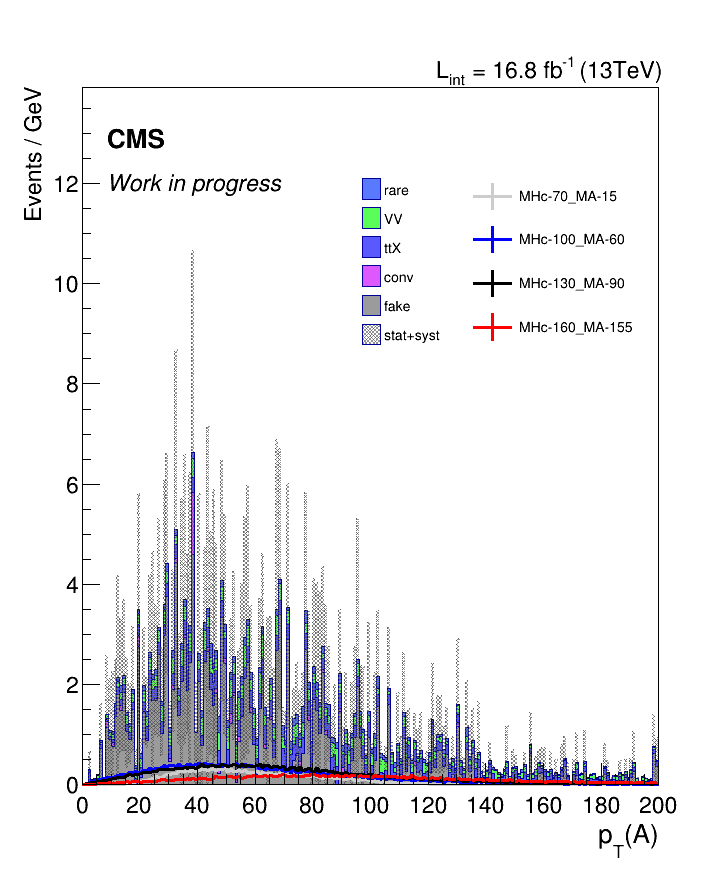 L_int = 16.8 fb^-1 (13TeV)
Events / GeV
CMS
Work in progress
rare
VV
ttX
conv
fake
stat+syst
MHc-70_MA-15
MHc-100_MA-60
MHc-130_MA-90
MHc-160_MA-155
12
10
8
6
4
2
0
0 20 40 60 80 100 120 140 160 180 200
p_T(A)